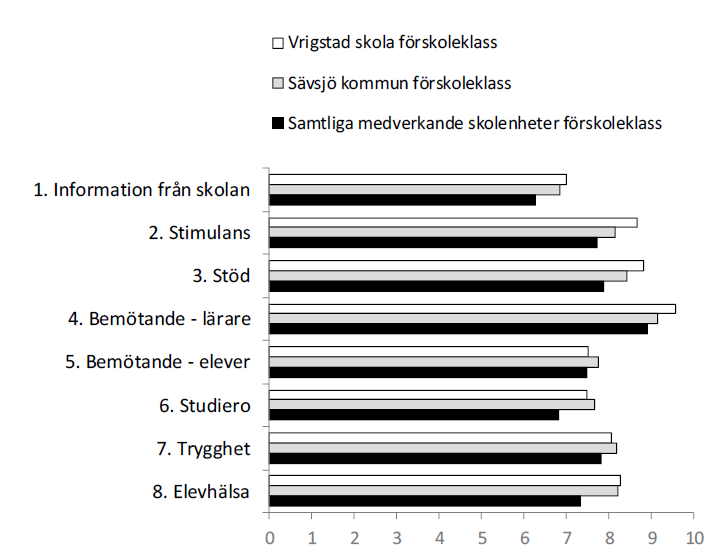 Vrigstad skola förskoleklass
Sävsjö kommun förskoleklass
Samtliga medverkande skolenheter förskoleklass
1. Information från skolan
2. Stimulans
3. Stöd
4. Bemötande - lärare
5. Bemötande - elever
6. Studiero
7. Trygghet
8. Elevhälsa
0 1 2 3 4 5 6 7 8 9 10